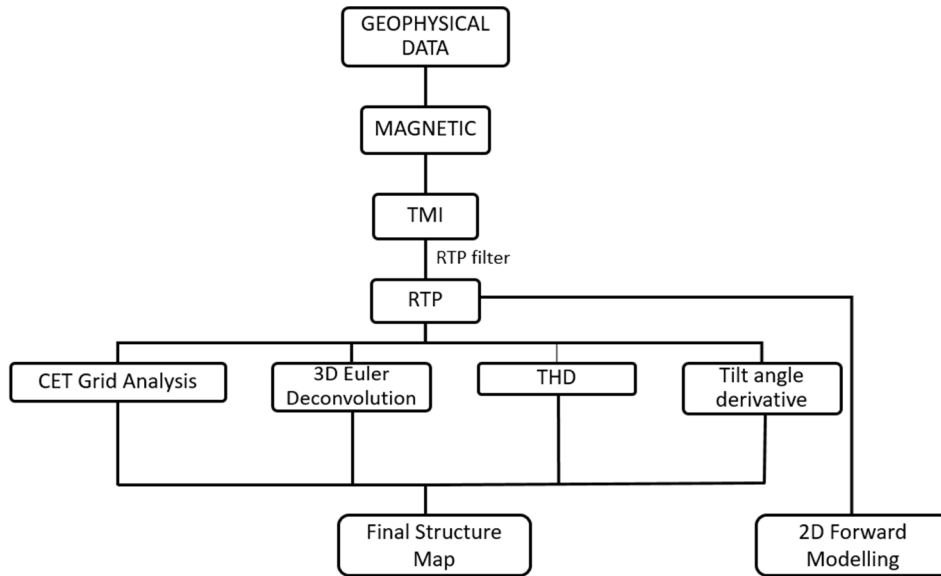 GEOPHYSICAL
DATA
MAGNETIC
TMI
RTP filter
RTP
CET Grid Analysis
3D Euler
Deconvolution
THD
Tilt angle
derivative
Final Structure
Map
2D Forward
Modelling